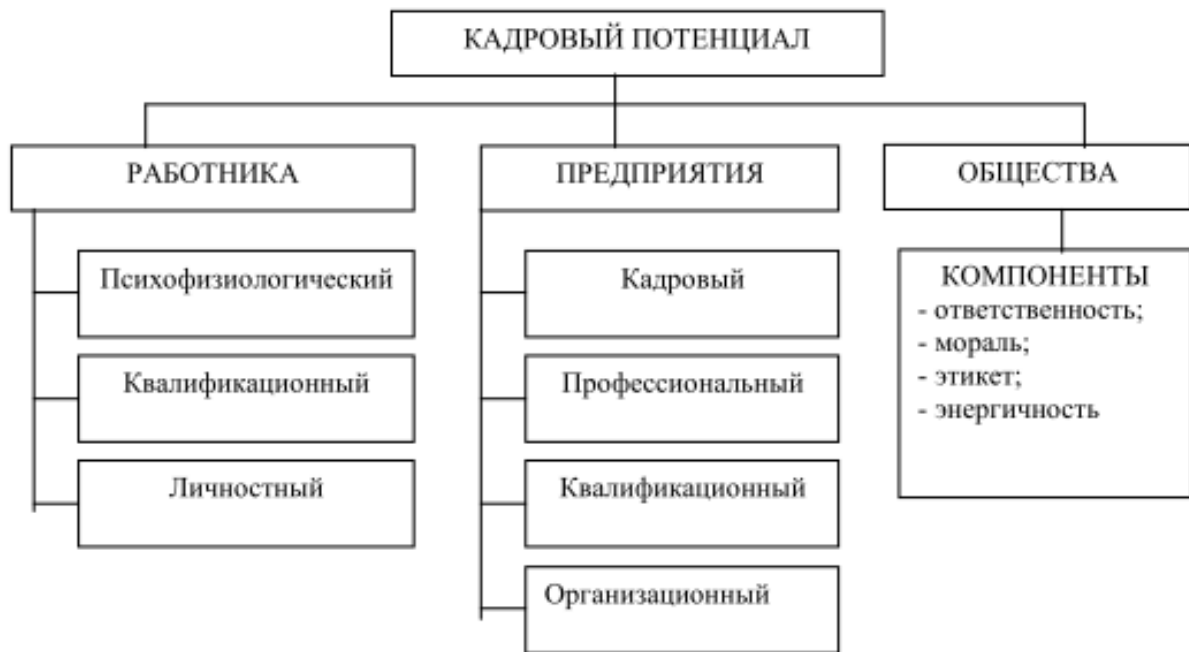 КАДРОВЫЙ ПОТЕНЦИАЛ
РАБОТНИКА
Психофизиологический
Квалификационный
Личностный
ПРЕДПРИЯТИЯ
Кадровый
Профессиональный
Квалификационный
Организационный
ОБЩЕСТВА
КОМПОНЕНТЫ
- ответственность;
- мораль;
- этикет;
- энергичность